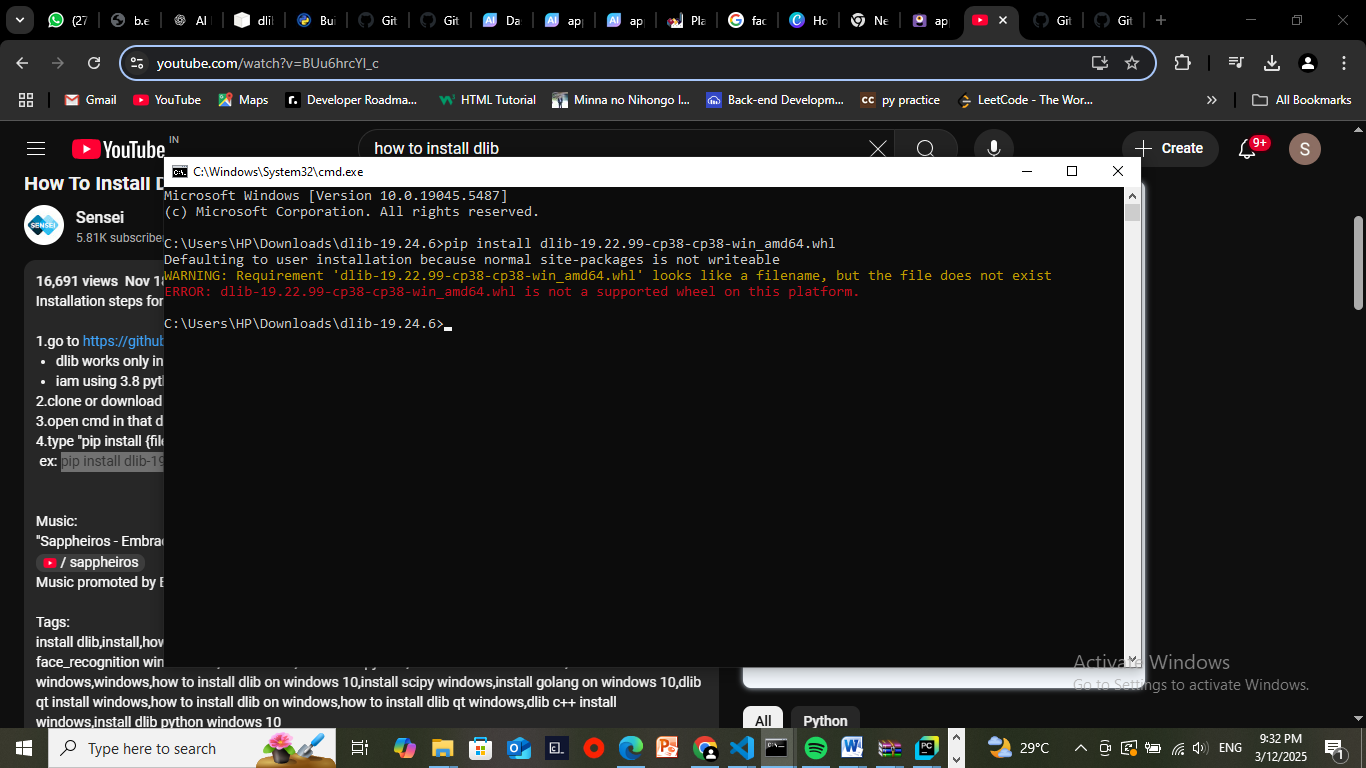 (27
b.e
AI
dli
Bui
Git
Git
Da
app
ap
Pla
fac
Ho
Ne
app
Git
Git
youtube.com/watch?v=BUu6hrcYI_c
Gmail
YouTube
Maps
Developer Roadma...
HTML Tutorial
Minna no Nihongo I...
Back-end Developm...
py practice
LeetCode - The Wor...
All Bookmarks
YouTube IN
how to install dlib
Create
9+
S
How To Install D
Sensei
5.81K subscribe
16,691 views Nov 18
Installation steps for
1.go to https://github
• dlib works only in
• iam using 3.8 pyt
2.clone or download
3.open cmd in that d
4.type "pip install {file
ex: pip install dlib-19
Music:
"Sappheiros - Embra
/ sappheiros
Music promoted by
Tags:
install dlib,install,how
face_recognition win
windows,windows,how to install dlib on windows 10,install scipy windows,install golang on windows 10,dlib
qt install windows,how to install dlib on windows,how to install dlib qt windows,dlib c++ install
windows,install dlib python windows 10
C:\Windows\System32\cmd.exe
Microsoft Windows [Version 10.0.19045.5487]
(c) Microsoft Corporation. All rights reserved.
C:\Users\HP\Downloads\dlib-19.24.6>pip install dlib-19.22.99-cp38-cp38-win_amd64.whl
Defaulting to user installation because normal site-packages is not writeable
WARNING: Requirement 'dlib-19.22.99-cp38-cp38-win_amd64.whl' looks like a filename, but the file does not exist
ERROR: dlib-19.22.99-cp38-cp38-win_amd64.whl is not a supported wheel on this platform.
C:\Users\HP\Downloads\dlib-19.24.6>
Activate Windows
Go to Settings to activate Windows.
All
Python
Type here to search
29°C
ENG
9:32 PM
3/12/2025
1